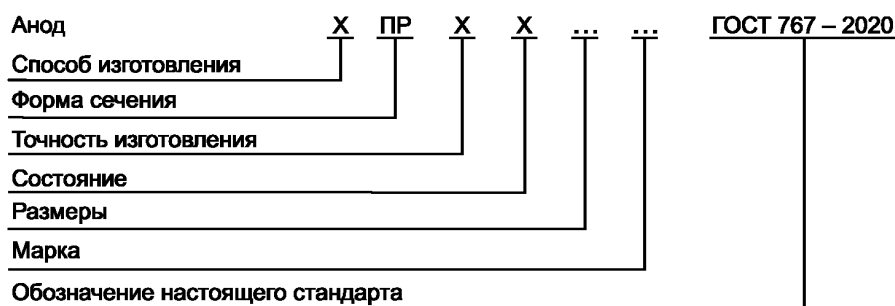 Анод Х ПР Х Х ... ... ГОСТ 767 – 2020
Способ изготовления
Форма сечения
Точность изготовления
Состояние
Размеры
Марка
Обозначение настоящего стандарта